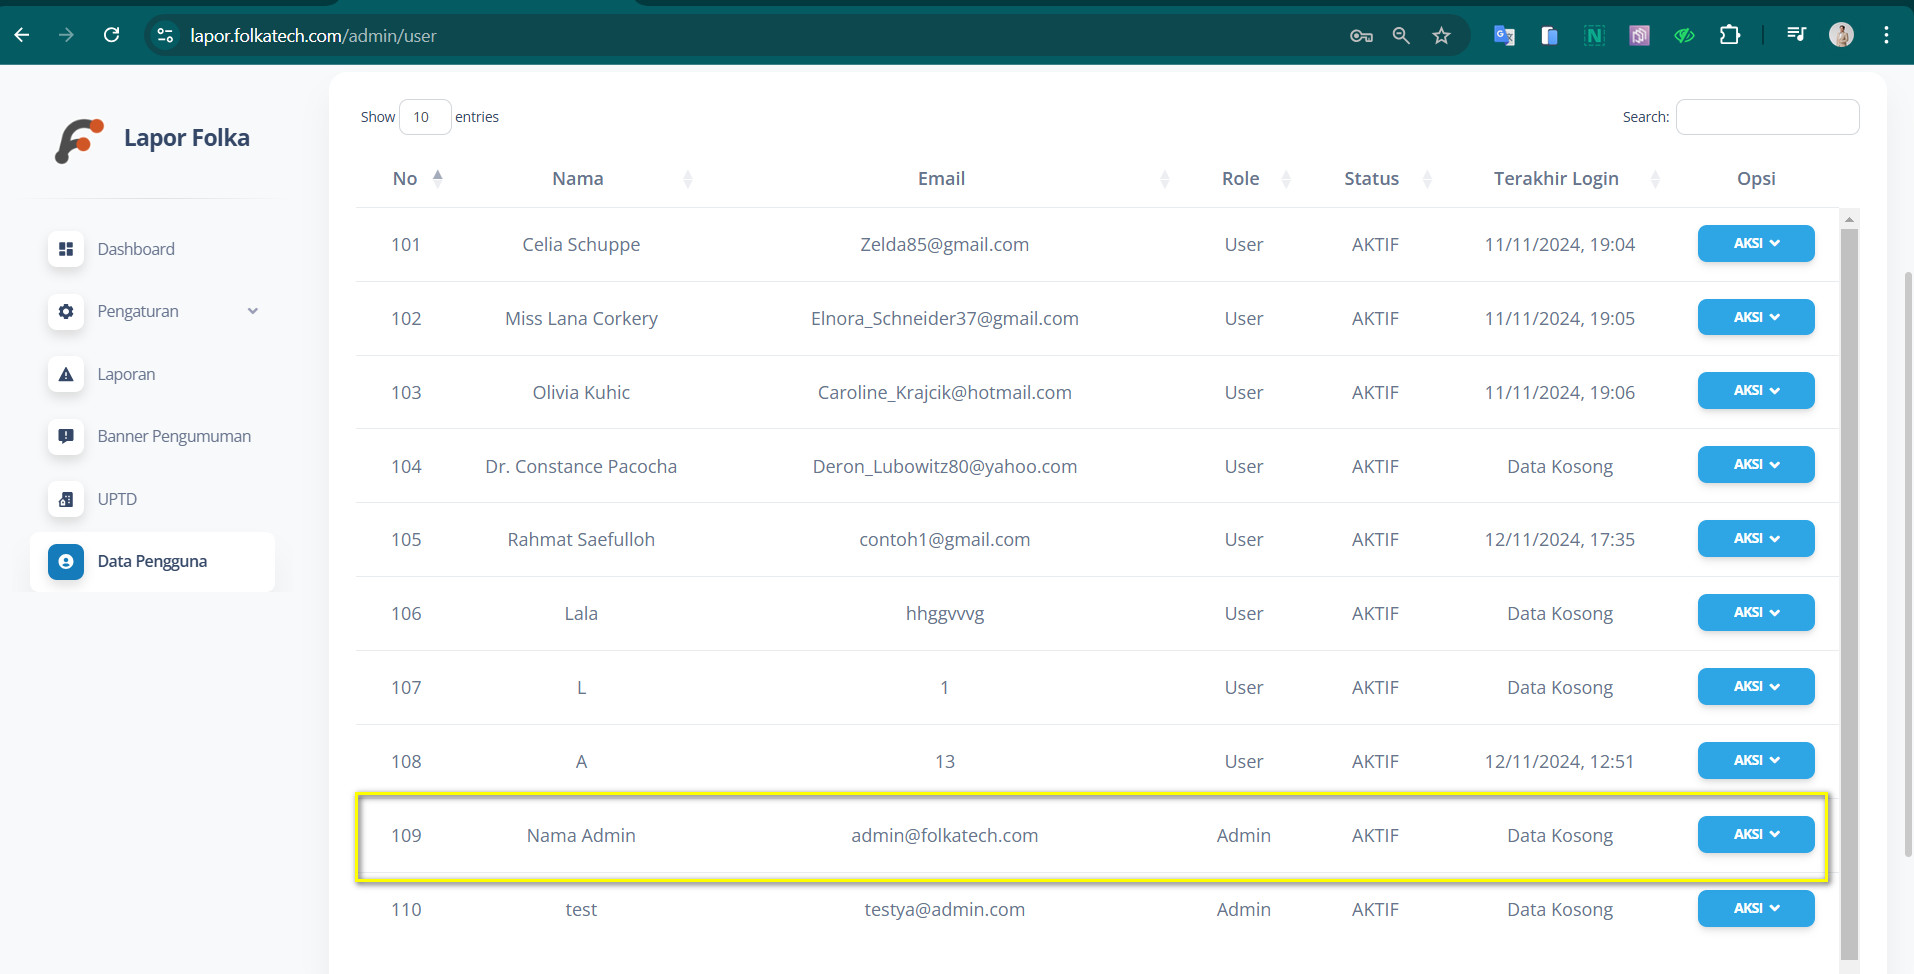 lapor.folkatech.com/admin/user
Lapor Folka
Dashboard
Pengaturan
Laporan
Banner Pengumuman
UPTD
Data Pengguna
Show 10 entries
Search:
No Nama Email Role Status Terakhir Login Opsi
101 Celia Schuppe Zelda85@gmail.com User AKTIF 11/11/2024, 19:04 AKSI
102 Miss Lana Corkery Elnora_Schneider37@gmail.com User AKTIF 11/11/2024, 19:05 AKSI
103 Olivia Kuhic Caroline_Krajcik@hotmail.com User AKTIF 11/11/2024, 19:06 AKSI
104 Dr. Constance Pacocha Deron_Lubowitz80@yahoo.com User AKTIF Data Kosong AKSI
105 Rahmat Saefulloh contoh1@gmail.com User AKTIF 12/11/2024, 17:35 AKSI
106 Lala hhggvvvg User AKTIF Data Kosong AKSI
107 L 1 User AKTIF Data Kosong AKSI
108 A 13 User AKTIF 12/11/2024, 12:51 AKSI
109 Nama Admin admin@folkatech.com Admin AKTIF Data Kosong AKSI
110 test testya@admin.com Admin AKTIF Data Kosong AKSI